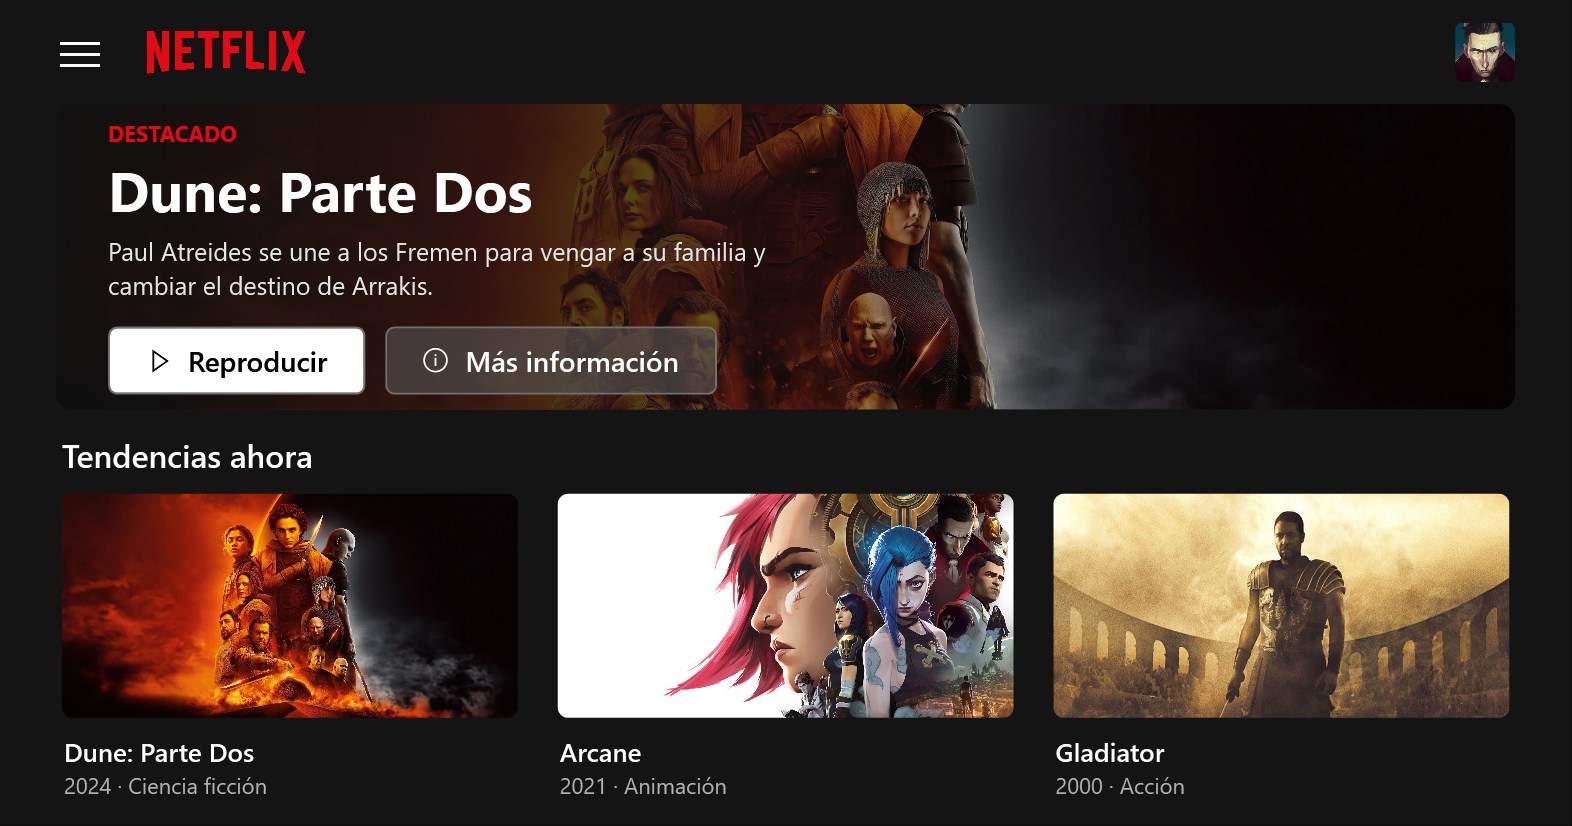 NETFLIX
DESTACADO
Dune: Parte Dos
Paul Atreides se une a los Fremen para vengar a su familia y
cambiar el destino de Arrakis.
Reproducir
Más información
Tendencias ahora
Dune: Parte Dos
2024 · Ciencia ficción
Arcane
2021 · Animación
Gladiator
2000 · Acción